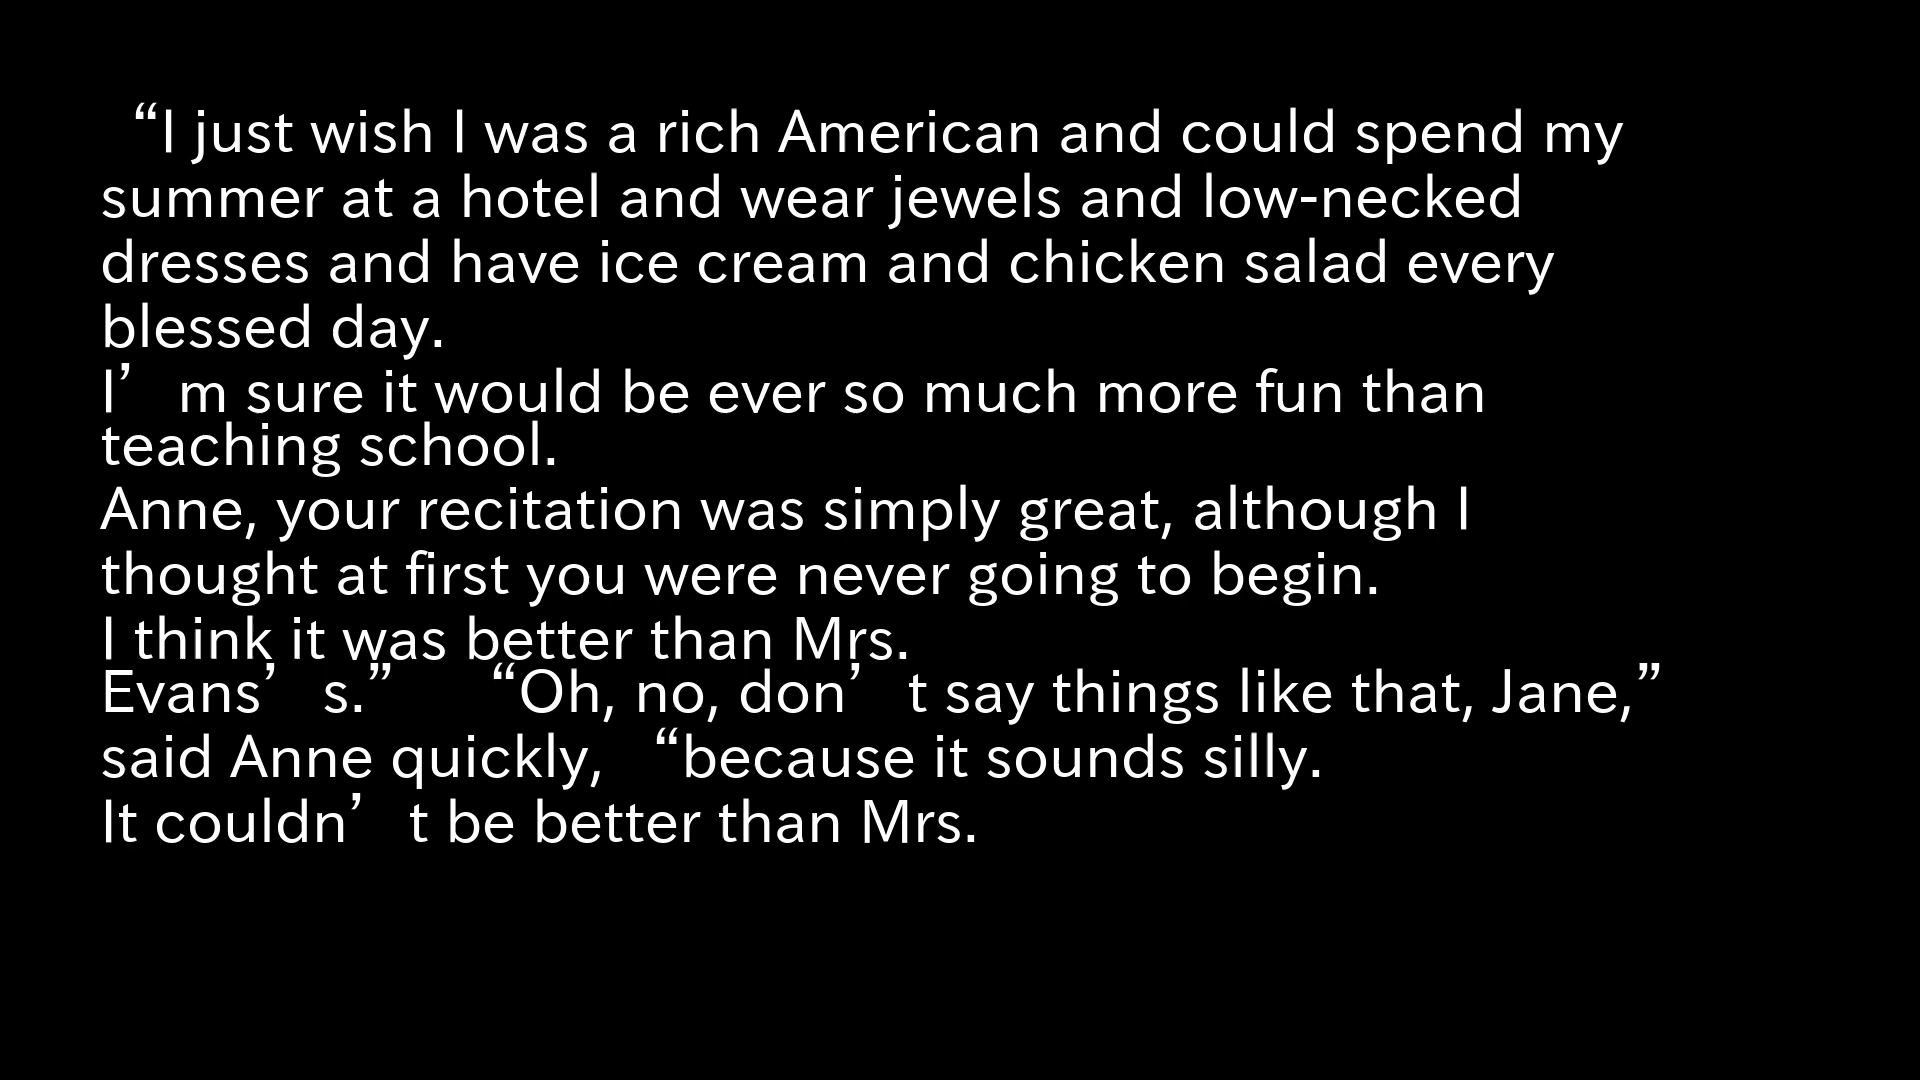 “I just wish I was a rich American and could spend my
summer at a hotel and wear jewels and low-necked
dresses and have ice cream and chicken salad every
blessed day.
I’m sure it would be ever so much more fun than
teaching school.
Anne, your recitation was simply great, although I
thought at first you were never going to begin.
I think it was better than Mrs.
Evans’s.” “Oh, no, don’t say things like that, Jane,”
said Anne quickly, “because it sounds silly.
It couldn’t be better than Mrs.